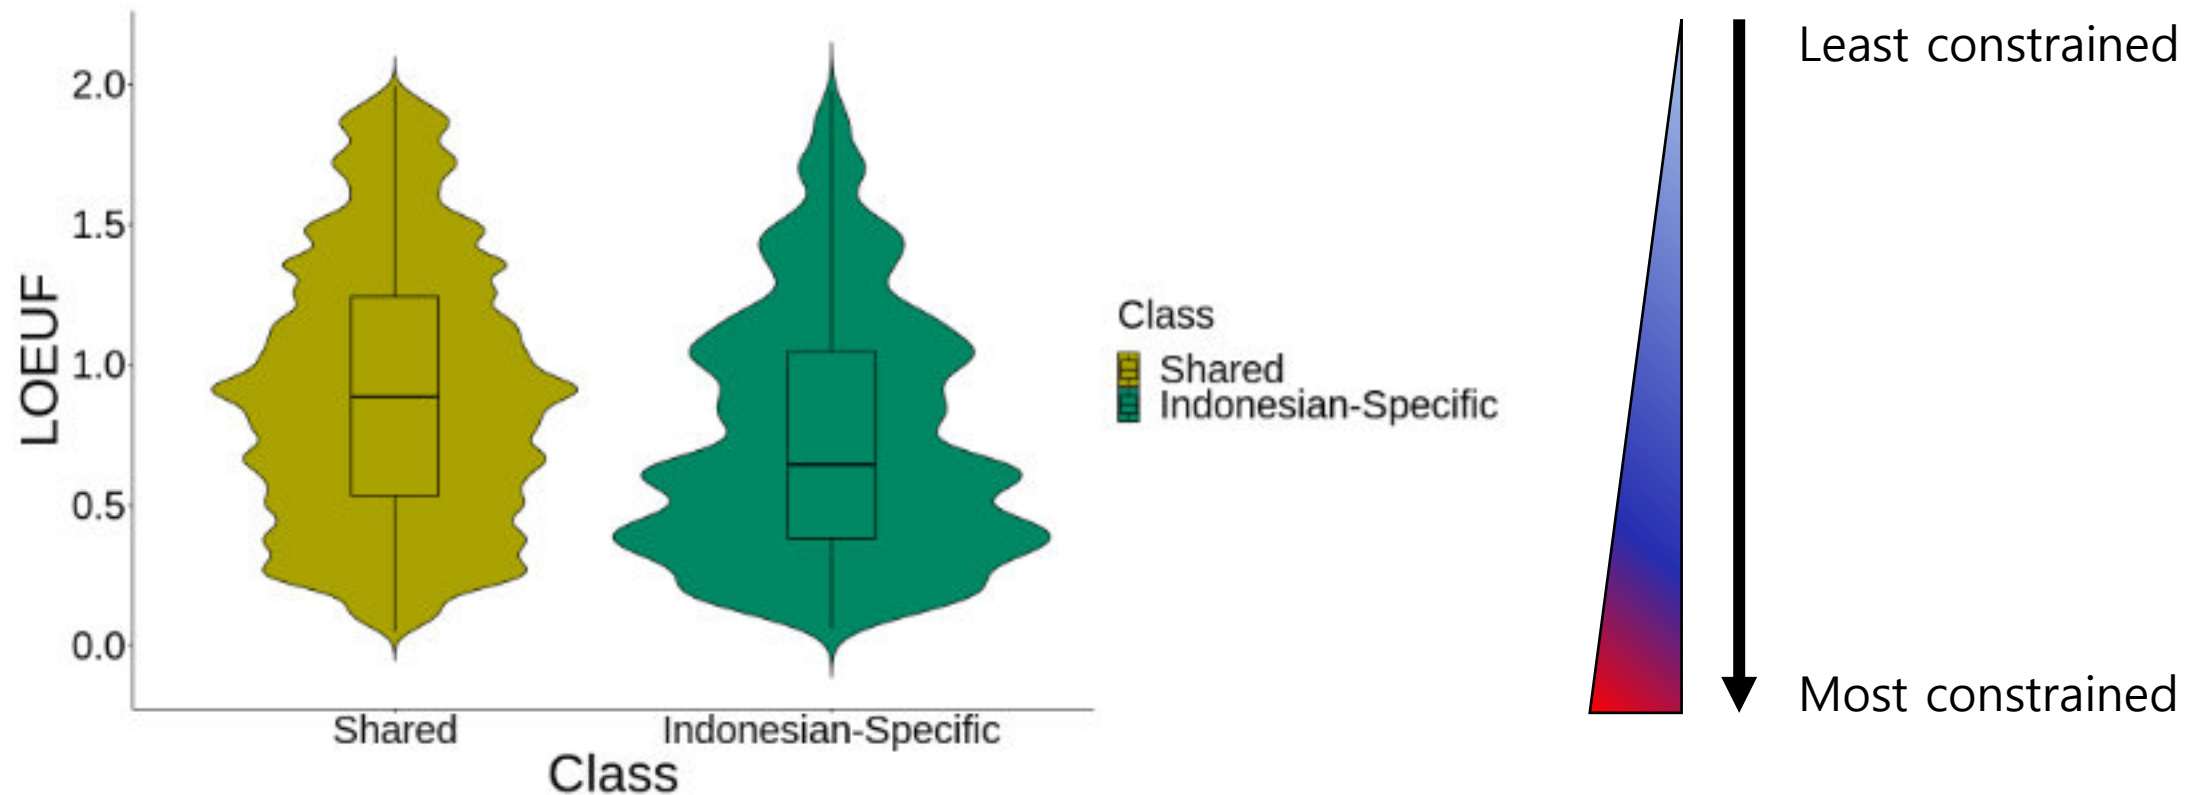 LOEUF
2.0
1.5
1.0
0.5
0.0
Shared
Indonesian-Specific
Class
Class
Shared
Indonesian-Specific
Least constrained
Most constrained